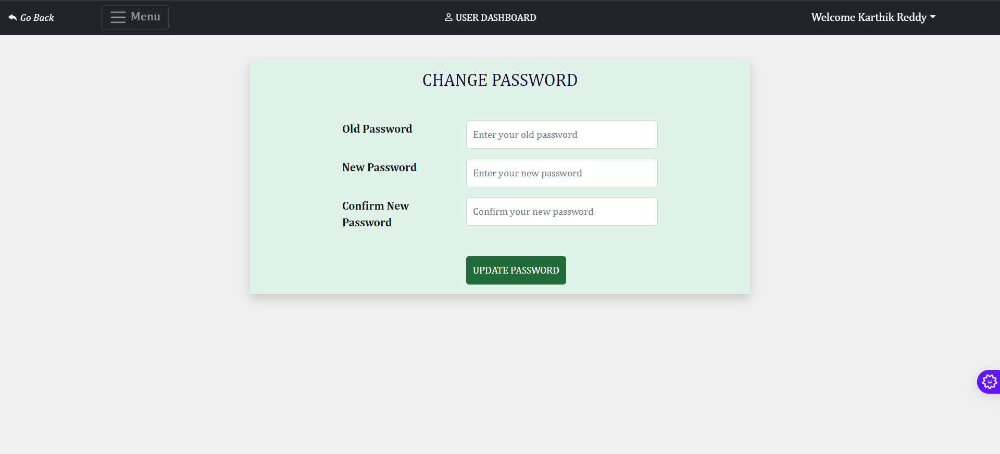 Go Back
Menu
USER DASHBOARD
Welcome Karthik Reddy
CHANGE PASSWORD
Old Password
Enter your old password
New Password
Enter your new password
Confirm New
Password
Confirm your new password
UPDATE PASSWORD